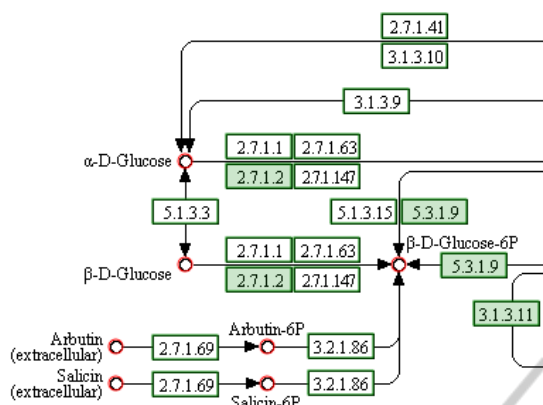 2.7.1.41
3.1.3.10
3.1.3.9
α-D-Glucose
2.7.1.1 2.7.1.63
2.7.1.2 2.7.1.147
5.1.3.3
5.1.3.15 5.3.1.9
β-D-Glucose-6P
β-D-Glucose
2.7.1.1 2.7.1.63
2.7.1.2 2.7.1.147
5.3.1.9
3.1.3.11
Arbutin
(extracellular)
2.7.1.69
Arbutin-6P
3.2.1.86
Salicin
(extracellular)
2.7.1.69
Salicin-6P
3.2.1.86